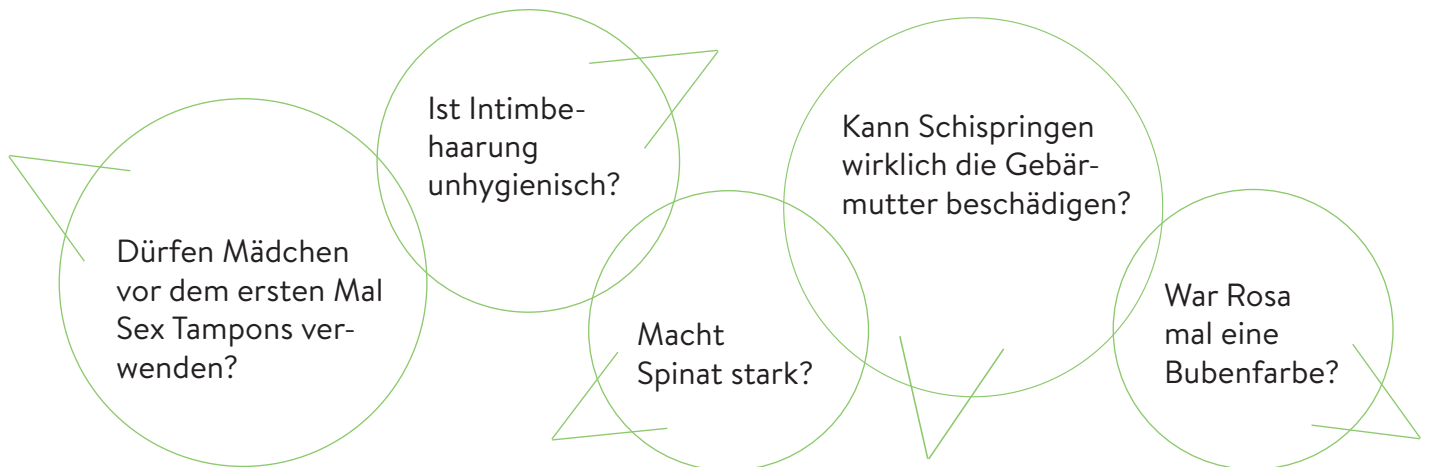 Dürfen Mädchen
vor dem ersten Mal
Sex Tampons ver-
wenden?
Ist Intimbe-
haarung
unhygienisch?
Macht
Spinat stark?
Kann Schispringen
wirklich die Gebär-
mutter beschädigen?
War Rosa
mal eine
Bubenfarbe?